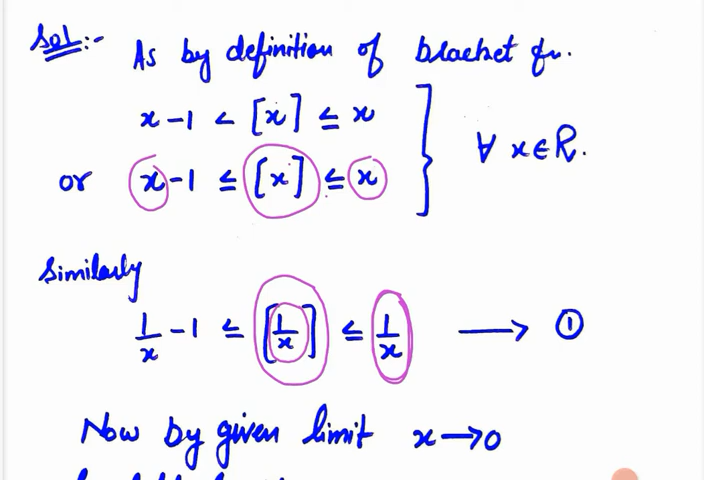 Sol:- As by definition of bracket fn.
x-1 < [x] ≤ x
or x-1 ≤ [x] ≤ x } ∀ x∈R.
Similarly
1/x - 1 ≤ [1/x] ≤ 1/x ⟶ ①
Now by given limit x→0